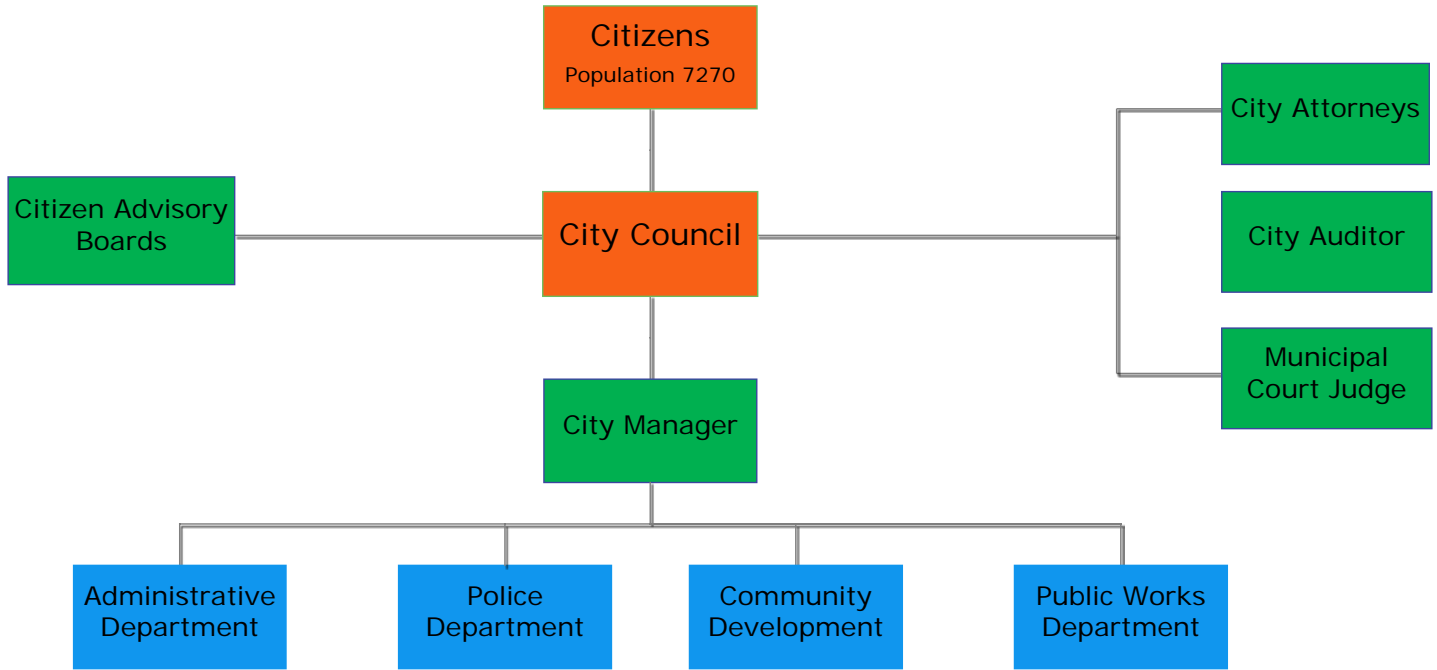 Citizens
Population 7270
City Attorneys
Citizen Advisory
Boards
City Council
City Auditor
Municipal
Court Judge
City Manager
Administrative
Department
Police
Department
Community
Development
Public Works
Department